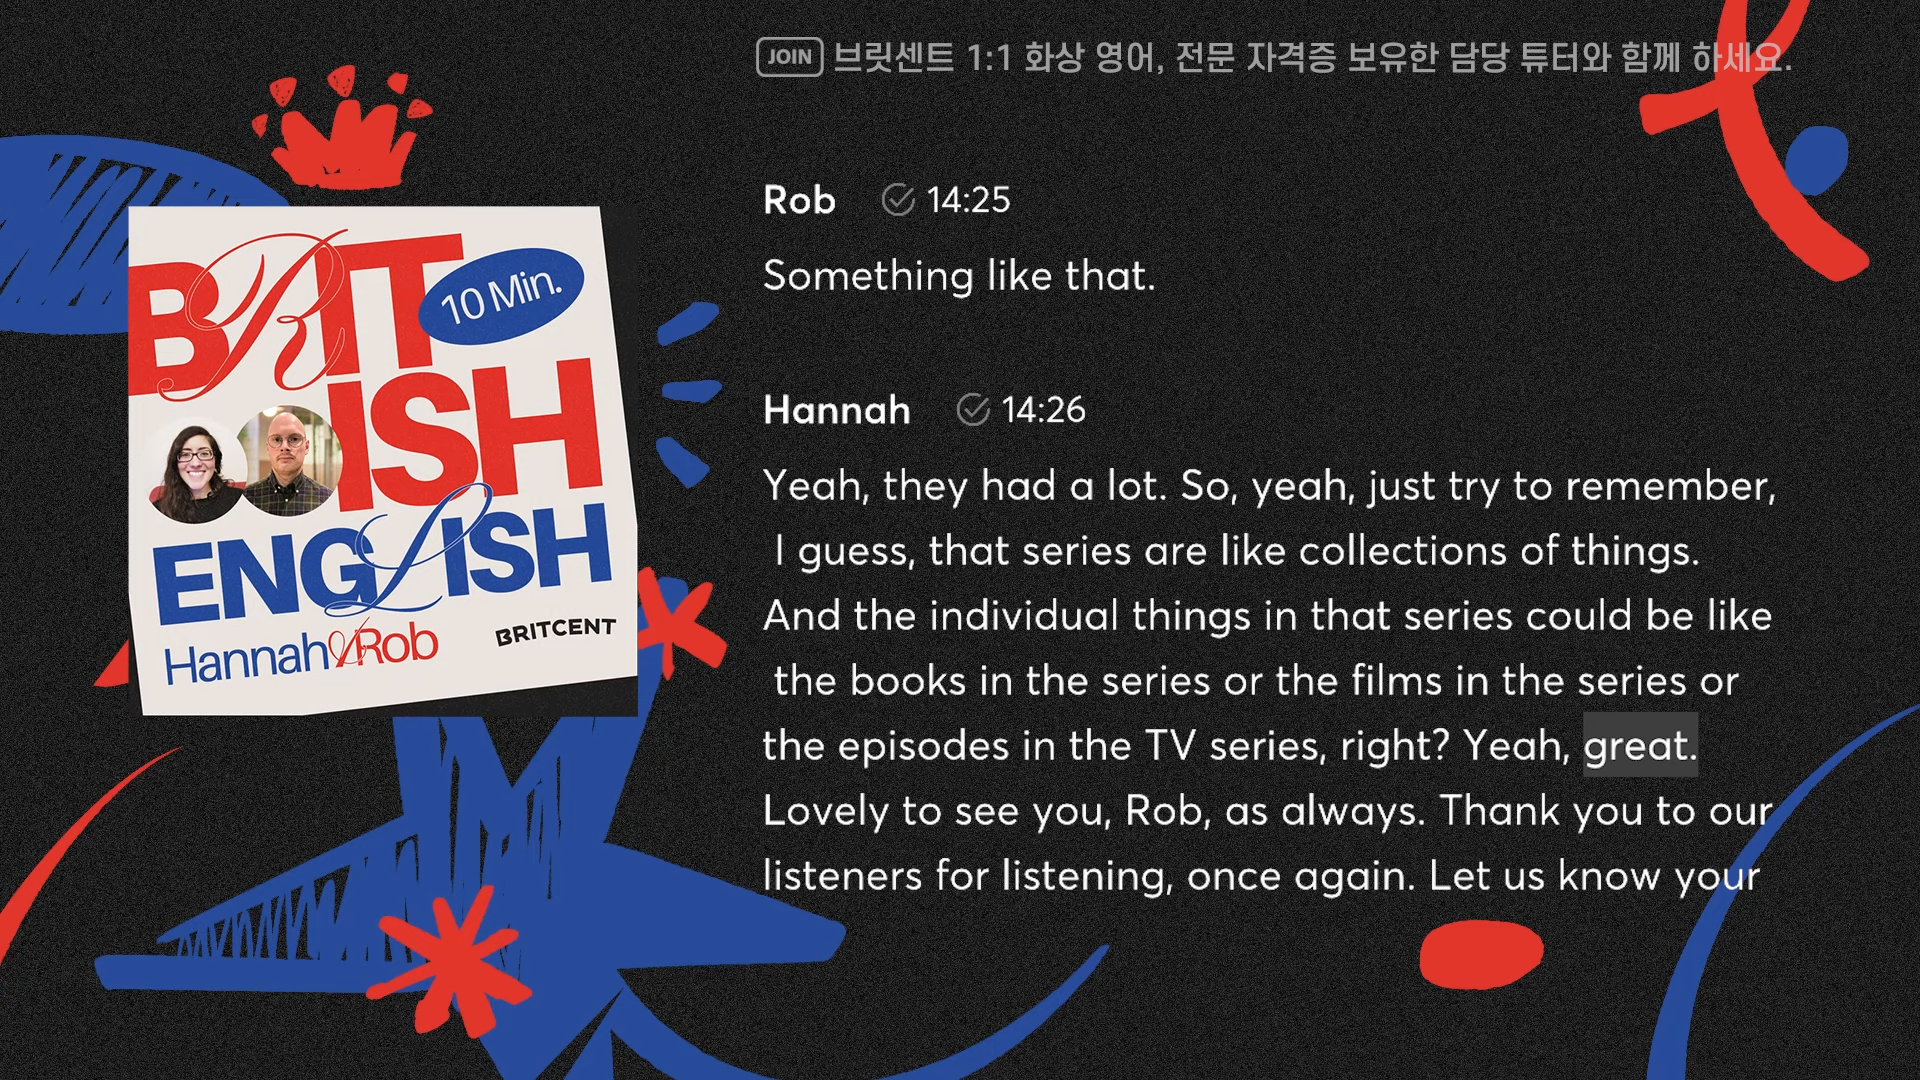 JOIN 브릿센트 1:1 화상 영어, 전문 자격증 보유한 담당 튜터와 함께 하세요.
BRIT
10 Min.
ISH
ENGLISH
Hannah & Rob
BRITCENT
Rob 14:25
Something like that.
Hannah 14:26
Yeah, they had a lot. So, yeah, just try to remember,
I guess, that series are like collections of things.
And the individual things in that series could be like
the books in the series or the films in the series or
the episodes in the TV series, right? Yeah, great.
Lovely to see you, Rob, as always. Thank you to our
listeners for listening, once again. Let us know your